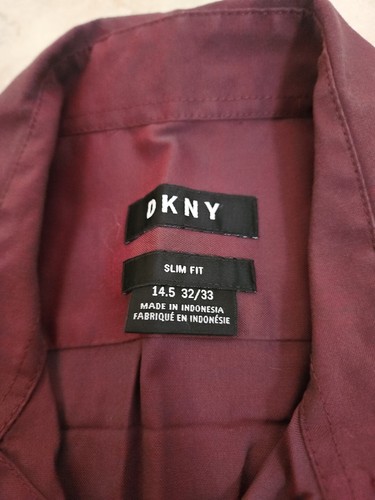 DKNY
SLIM FIT
14.5 32/33
MADE IN INDONESIA
FABRIQUÉ EN INDONÉSIE